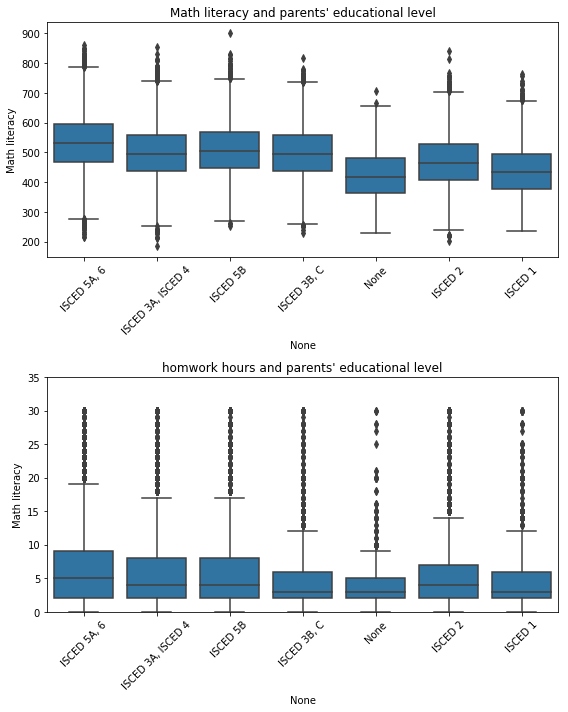 Math literacy and parents' educational level
Math literacy
900
800
700
600
500
400
300
200
ISCED 5A, 6
ISCED 3A, ISCED 4
ISCED 5B
ISCED 3B, C
None
ISCED 2
ISCED 1
None
homwork hours and parents' educational level
Math literacy
35
30
25
20
15
10
5
0
ISCED 5A, 6
ISCED 3A, ISCED 4
ISCED 5B
ISCED 3B, C
None
ISCED 2
ISCED 1
None